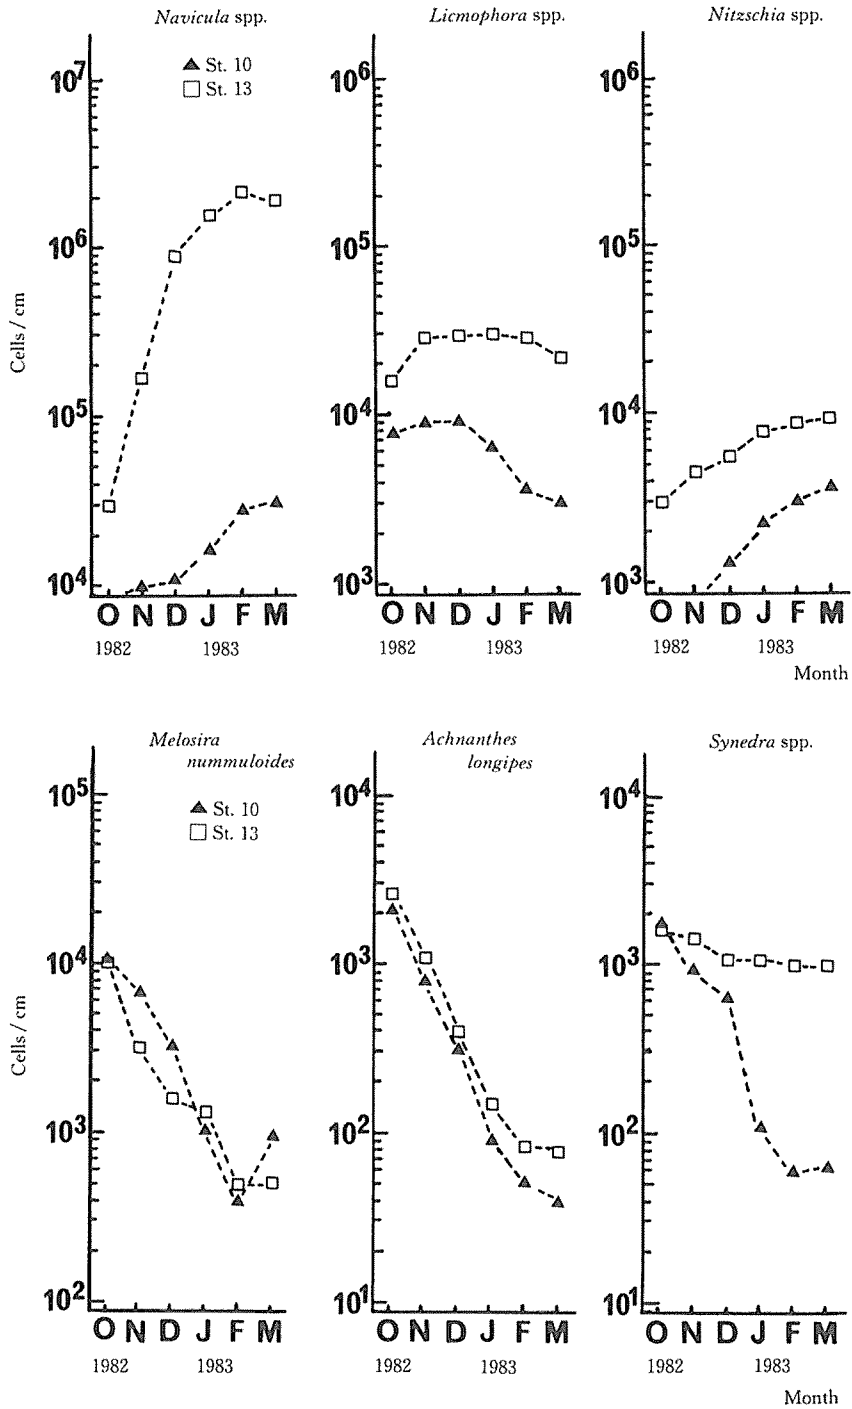 Navicula spp.
Licmophora spp.
Nitzschia spp.
▲ St. 10
□ St. 13
10⁷
10⁶
10⁵
10⁴
Cells / cm
O N D J F M
1982 1983
10⁶
10⁵
10⁴
10³
O N D J F M
1982 1983
10⁶
10⁵
10⁴
10³
O N D J F M
1982 1983
Month
Melosira
nummuloides
Achnanthes
longipes
Synedra spp.
▲ St. 10
□ St. 13
10⁵
10⁴
10³
10²
Cells / cm
O N D J F M
1982 1983
10⁴
10³
10²
10¹
O N D J F M
1982 1983
10⁴
10³
10²
10¹
O N D J F M
1982 1983
Month